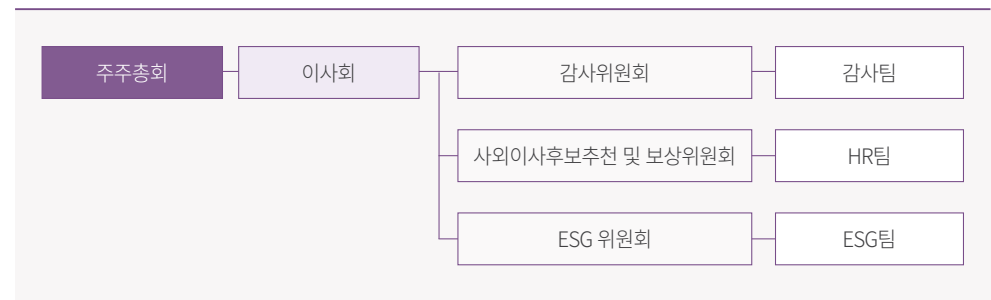 주주총회
이사회
감사위원회
감사팀
사외이사후보추천 및 보상위원회
HR팀
ESG 위원회
ESG팀